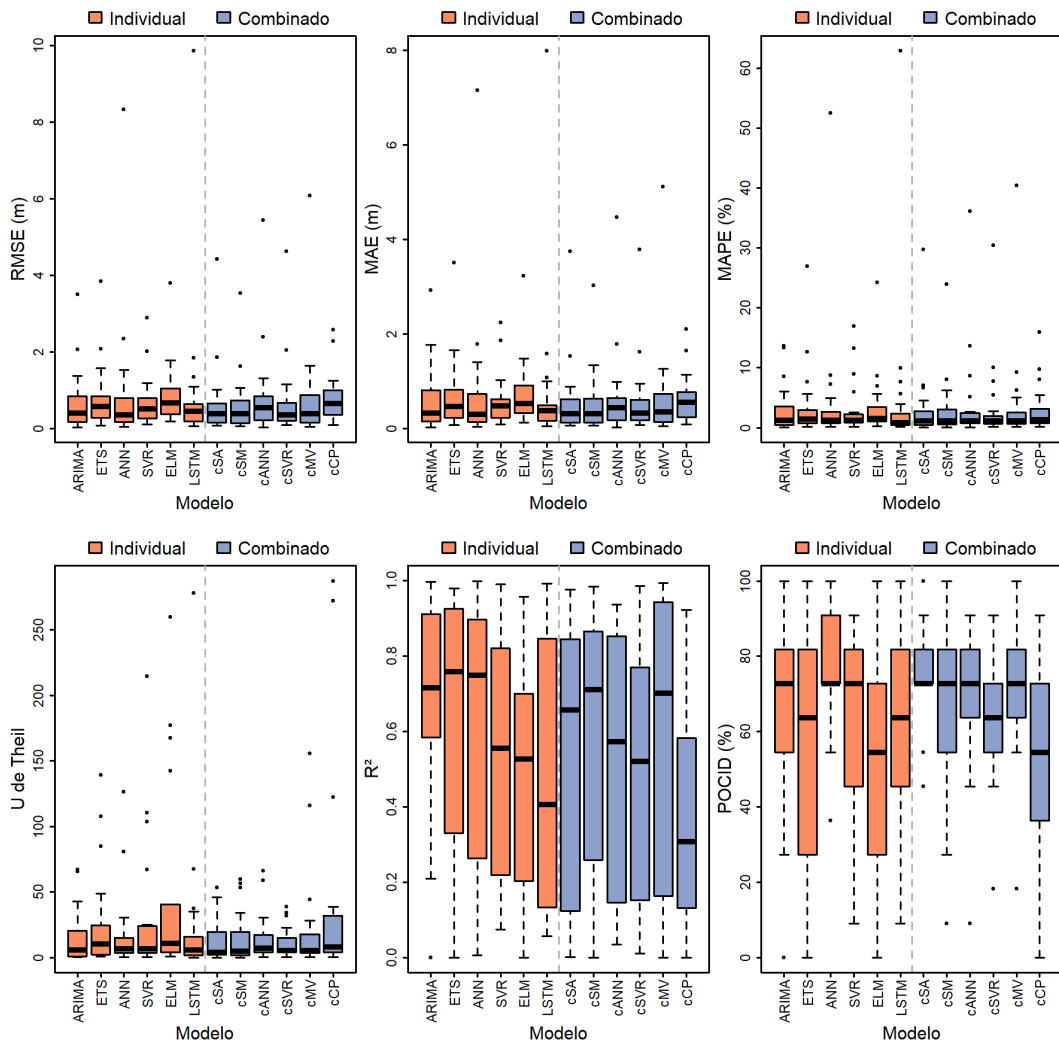 Individual Combinado
RMSE (m)
10
8
6
4
2
0
ARIMA ETS ANN SVR ELM LSTM cSA cSM cANN cSVR cMV cCP
Modelo
Individual Combinado
MAE (m)
8
6
4
2
0
ARIMA ETS ANN SVR ELM LSTM cSA cSM cANN cSVR cMV cCP
Modelo
Individual Combinado
MAPE (%)
60
50
40
30
20
10
0
ARIMA ETS ANN SVR ELM LSTM cSA cSM cANN cSVR cMV cCP
Modelo
Individual Combinado
U de Theil
250
200
150
100
50
0
ARIMA ETS ANN SVR ELM LSTM cSA cSM cANN cSVR cMV cCP
Modelo
Individual Combinado
R²
1.0
0.8
0.6
0.4
0.2
0.0
ARIMA ETS ANN SVR ELM LSTM cSA cSM cANN cSVR cMV cCP
Modelo
Individual Combinado
POCID (%)
100
80
60
40
20
0
ARIMA ETS ANN SVR ELM LSTM cSA cSM cANN cSVR cMV cCP
Modelo